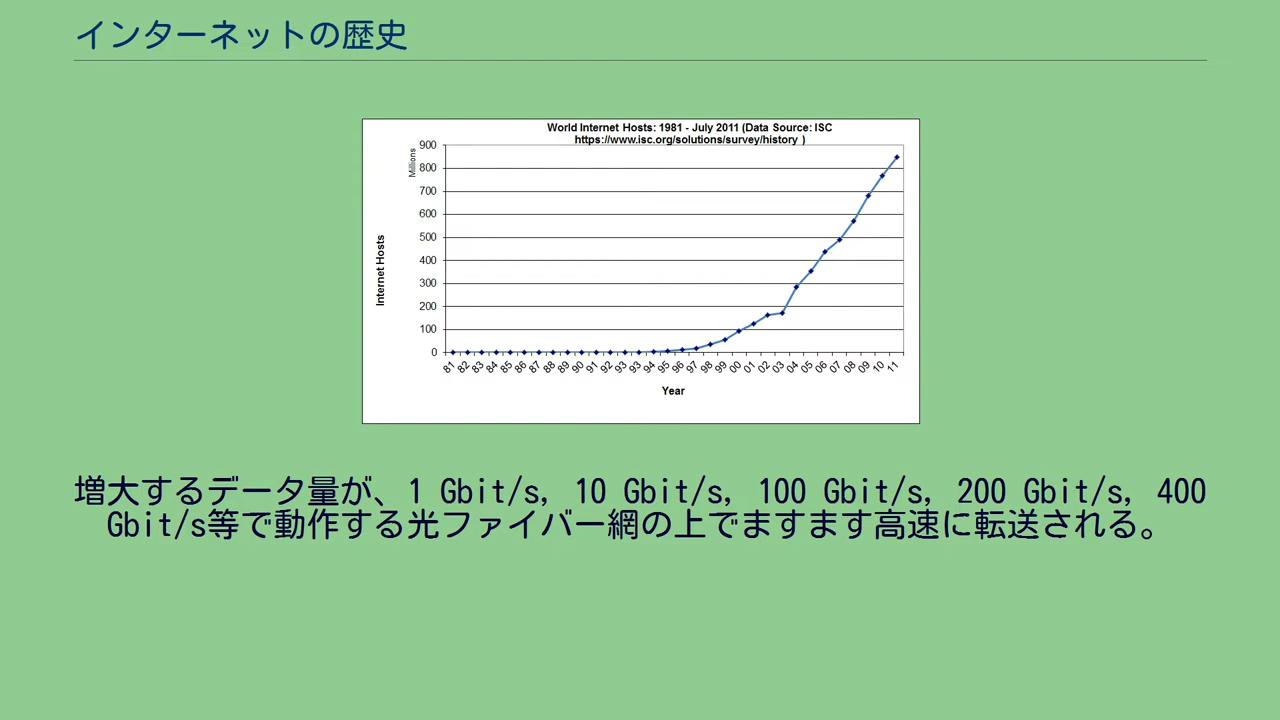 インターネットの歴史
World Internet Hosts: 1981 - July 2011 (Data Source: ISC
https://www.isc.org/solutions/survey/history )
Millions
Internet Hosts
900
800
700
600
500
400
300
200
100
0
81 82 83 84 85 86 87 88 89 90 91 92 93 93 94 95 96 97 98 99 00 01 02 03 04 05 06 07 08 09 10 11
Year
増大するデータ量が、1 Gbit/s, 10 Gbit/s, 100 Gbit/s, 200 Gbit/s, 400
Gbit/s等で動作する光ファイバー網の上でますます高速に転送される。